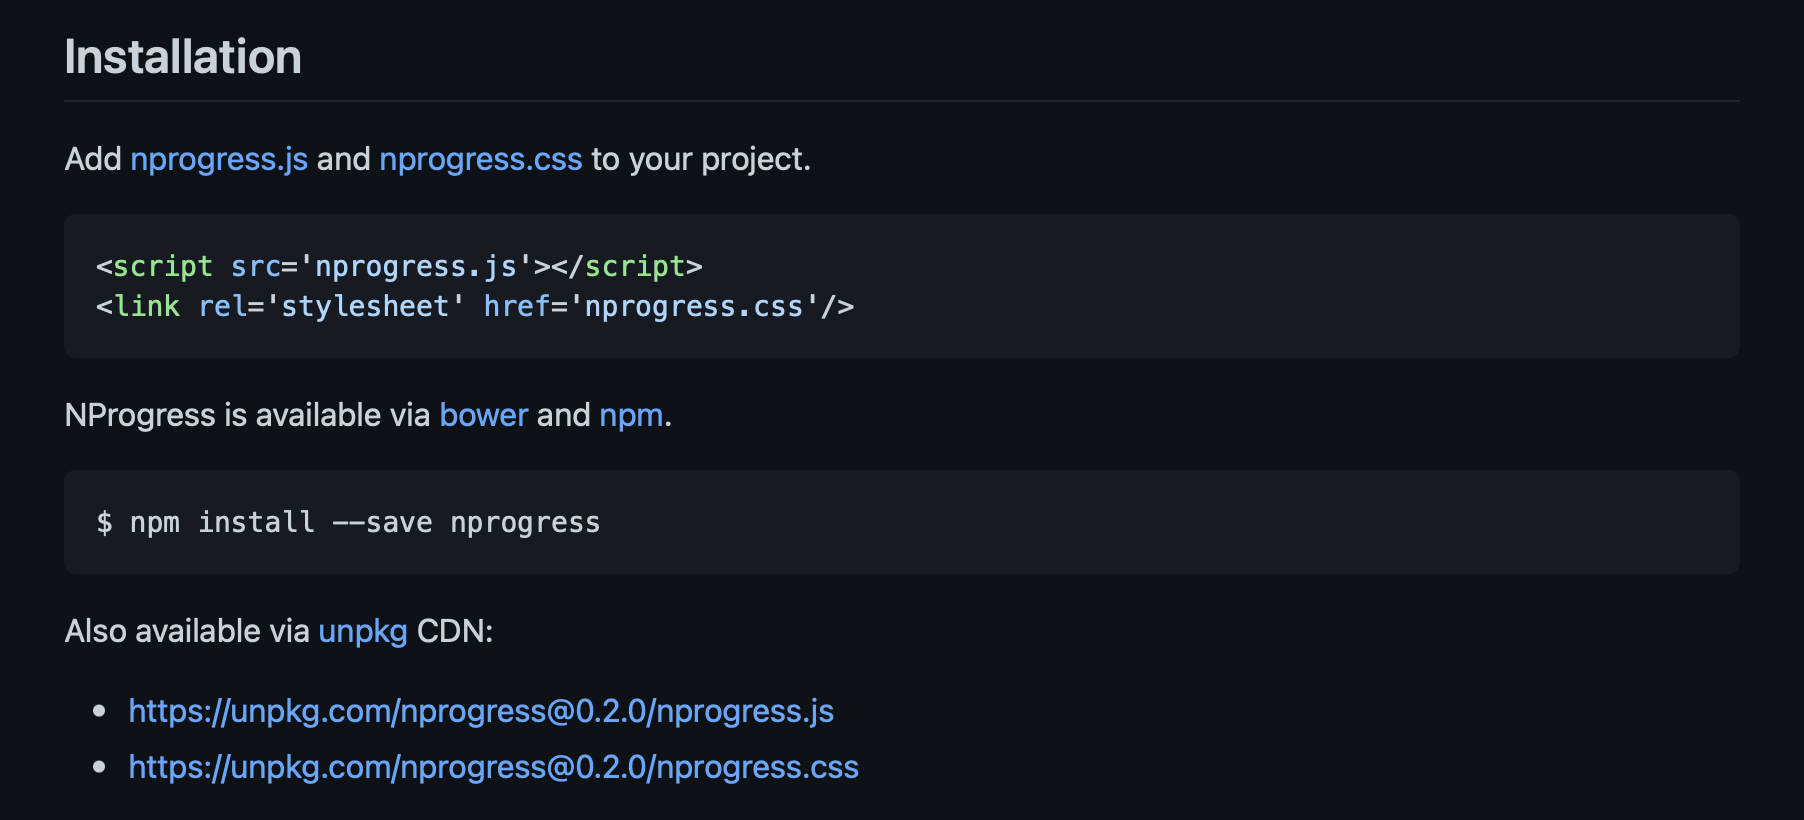 Installation
Add nprogress.js and nprogress.css to your project.
<script src='nprogress.js'></script>
<link rel='stylesheet' href='nprogress.css'/>
NProgress is available via bower and npm.
$ npm install --save nprogress
Also available via unpkg CDN:
• https://unpkg.com/nprogress@0.2.0/nprogress.js
• https://unpkg.com/nprogress@0.2.0/nprogress.css